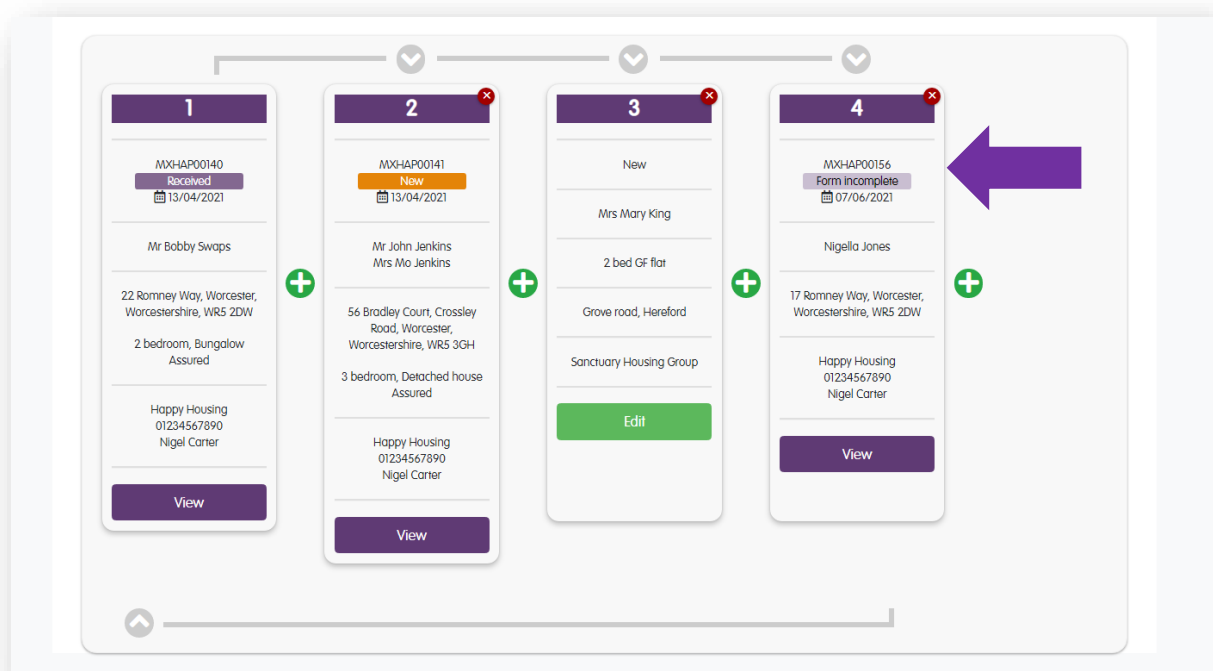 1
MXHAP00140
Received
13/04/2021
Mr Bobby Swaps
22 Romney Way, Worcester,
Worcestershire, WR5 2DW
2 bedroom, Bungalow
Assured
Happy Housing
01234567890
Nigel Carter
View
2
MXHAP00141
New
13/04/2021
Mr John Jenkins
Mrs Mo Jenkins
56 Bradley Court, Crossley
Road, Worcester,
Worcestershire, WR5 3GH
3 bedroom, Detached house
Assured
Happy Housing
01234567890
Nigel Carter
View
3
New
Mrs Mary King
2 bed GF flat
Grove road, Hereford
Sanctuary Housing Group
Edit
4
MXHAP00156
Form incomplete
07/06/2021
Nigella Jones
17 Romney Way, Worcester,
Worcestershire, WR5 2DW
Happy Housing
01234567890
Nigel Carter
View